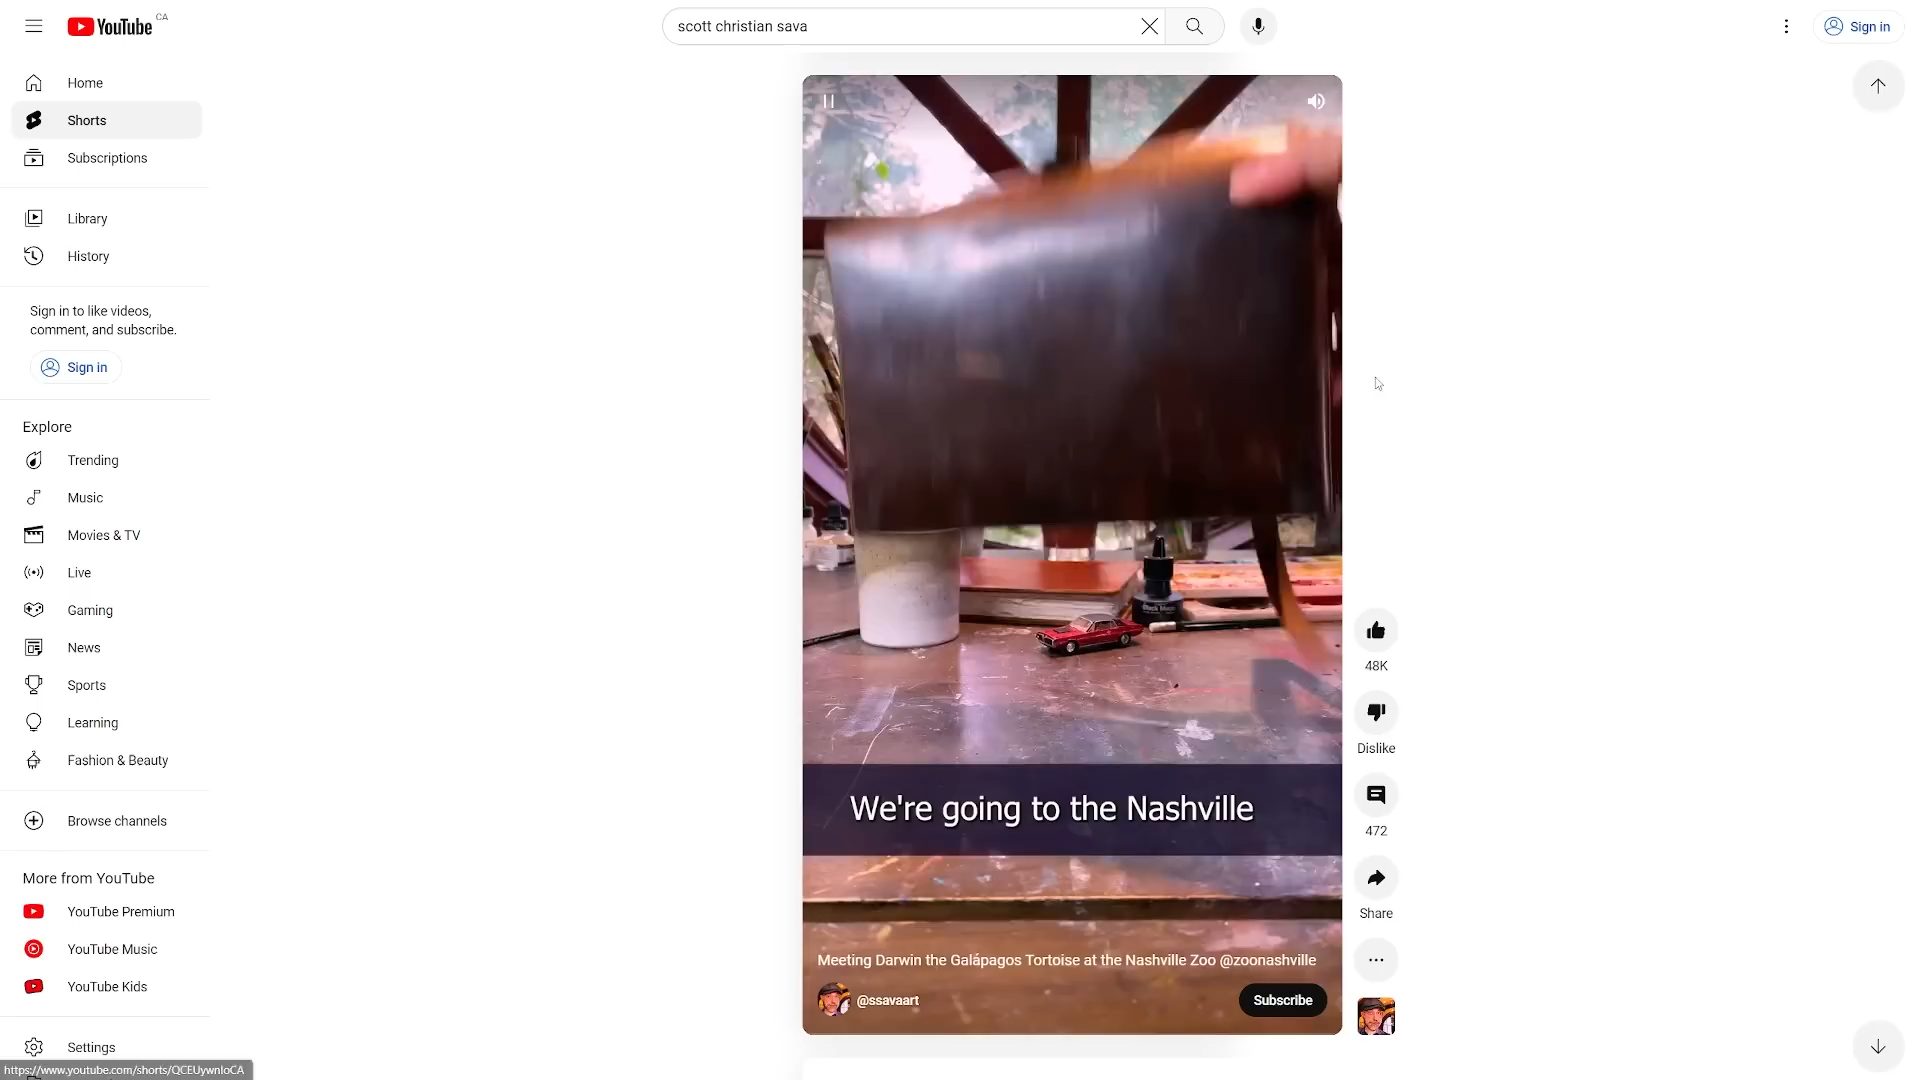 YouTube CA
scott christian sava
Sign in
Home
Shorts
Subscriptions
Library
History
Sign in to like videos,
comment, and subscribe.
Sign in
Explore
Trending
Music
Movies & TV
Live
Gaming
News
Sports
Learning
Fashion & Beauty
Browse channels
More from YouTube
YouTube Premium
YouTube Music
YouTube Kids
Settings
https://www.youtube.com/shorts/QCEUywnIoCA
We're going to the Nashville
Meeting Darwin the Galápagos Tortoise at the Nashville Zoo @zoonashville
@ssavaart
Subscribe
48K
Dislike
472
Share